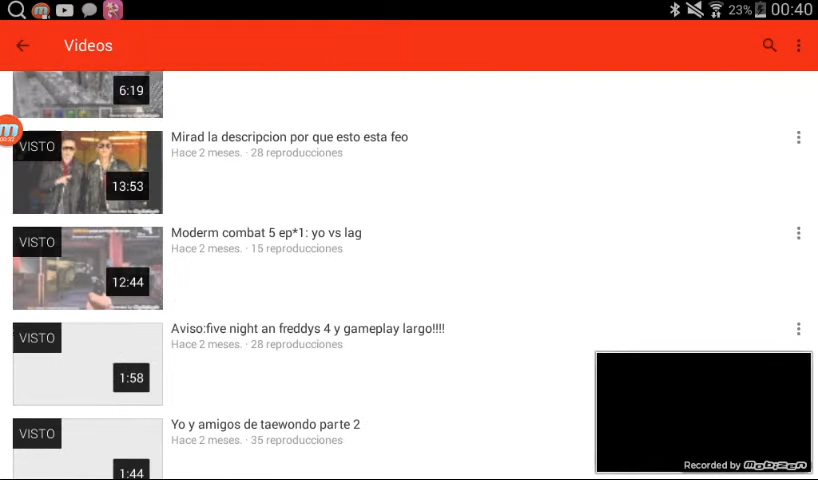 23% 00:40
Videos
6:19
VISTO
13:53
Mirad la descripcion por que esto esta feo
Hace 2 meses. · 28 reproducciones
VISTO
12:44
Moderm combat 5 ep*1: yo vs lag
Hace 2 meses. · 15 reproducciones
VISTO
1:58
Aviso:five night an freddys 4 y gameplay largo!!!!
Hace 2 meses. · 28 reproducciones
VISTO
1:44
Yo y amigos de taewondo parte 2
Hace 2 meses. · 35 reproducciones
Recorded by Mobizen